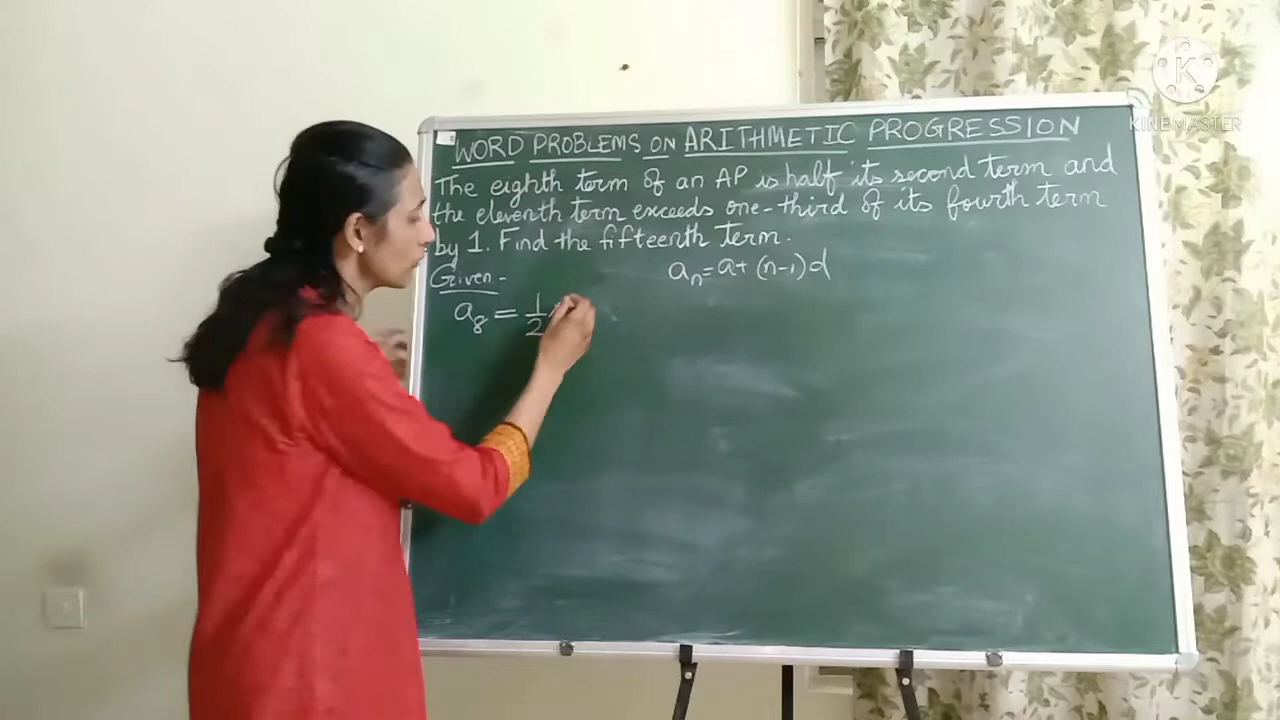 WORD PROBLEMS ON ARITHMETIC PROGRESSION
The eighth term of an AP is half its second term and
the eleventh term exceeds one-third of its fourth term
by 1. Find the fifteenth term.
Given:-
aₙ=a+(n-1)d
a₈ = 1/2
K
KINEMASTER